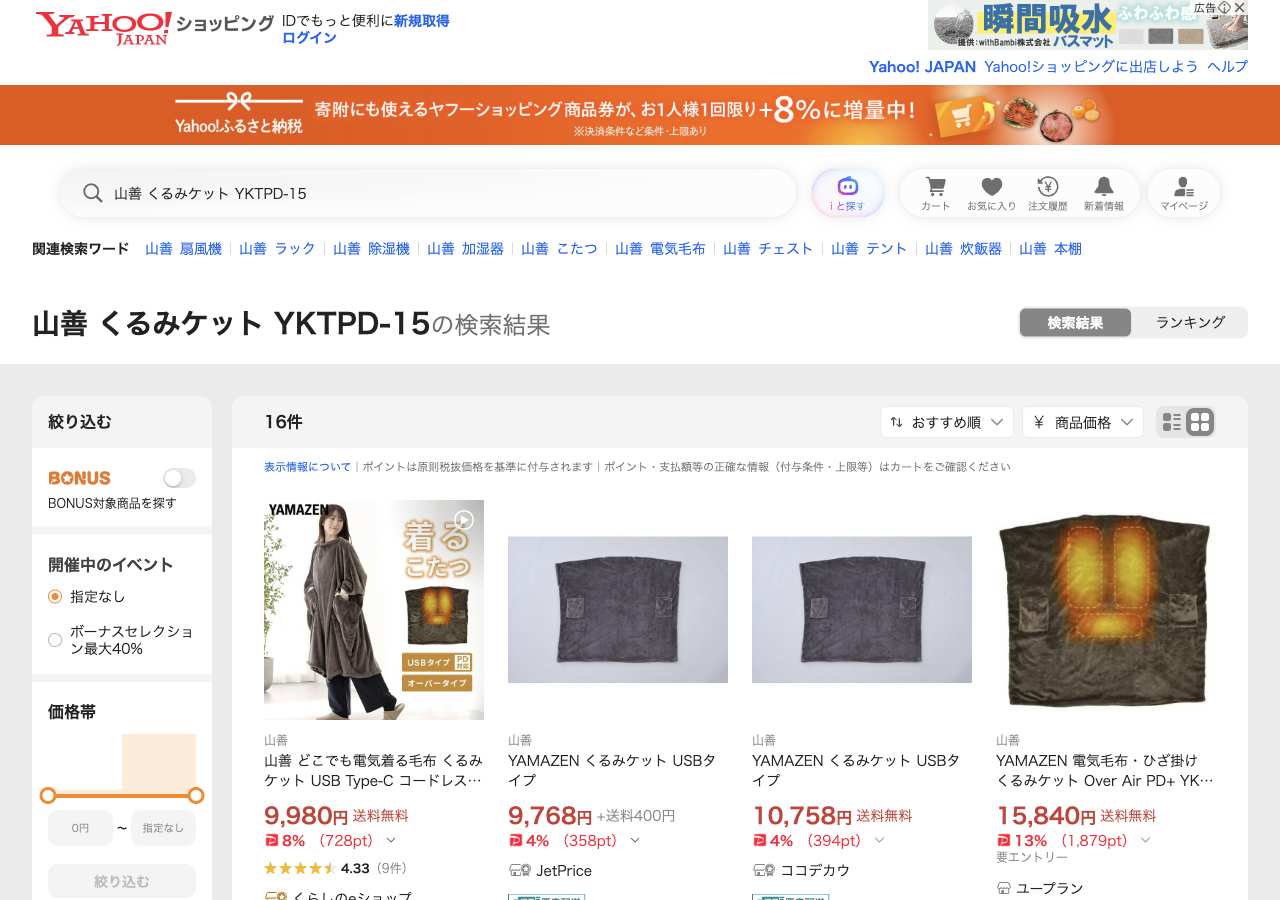 YAHOO! JAPAN ショッピング
IDでもっと便利に新規取得
ログイン
瞬間吸水
ふわふわ感
広告
提供:withBambi株式会社 バスマット
Yahoo! JAPAN Yahoo!ショッピングに出店しよう ヘルプ
Yahoo!ふるさと納税
寄附にも使えるヤフーショッピング商品券が、お1人様1回限り+8%に増量中!
※決済条件など条件・上限あり
山善 くるみケット YKTPD-15
iと探す
カート
お気に入り
注文履歴
新着情報
マイページ
関連検索ワード 山善 扇風機 山善 ラック 山善 除湿機 山善 加湿器 山善 こたつ 山善 電気毛布 山善 チェスト 山善 テント 山善 炊飯器 山善 本棚
山善 くるみケット YKTPD-15の検索結果
検索結果 ランキング
絞り込む
BONUS
BONUS対象商品を探す
開催中のイベント
指定なし
ボーナスセレクショ
ン最大40%
価格帯
0円 〜 指定なし
絞り込む
16件
おすすめ順
¥ 商品価格
表示情報について | ポイントは原則税抜価格を基準に付与されます | ポイント・支払額等の正確な情報（付与条件・上限等）はカートをご確認ください
YAMAZEN
着る
こたつ
USBタイプ PD対応
オーバータイプ
山善
山善 どこでも電気着る毛布 くるみ
ケット USB Type-C コードレス…
9,980円 送料無料
8% （728pt）
4.33（9件）
くらしのeショップ
山善
YAMAZEN くるみケット USBタ
イプ
9,768円 +送料400円
4% （358pt）
JetPrice
山善
YAMAZEN くるみケット USBタ
イプ
10,758円 送料無料
4% （394pt）
ココデカウ
山善
YAMAZEN 電気毛布・ひざ掛け
くるみケット Over Air PD+ YK…
15,840円 送料無料
13% （1,879pt）
要エントリー
ユープラン